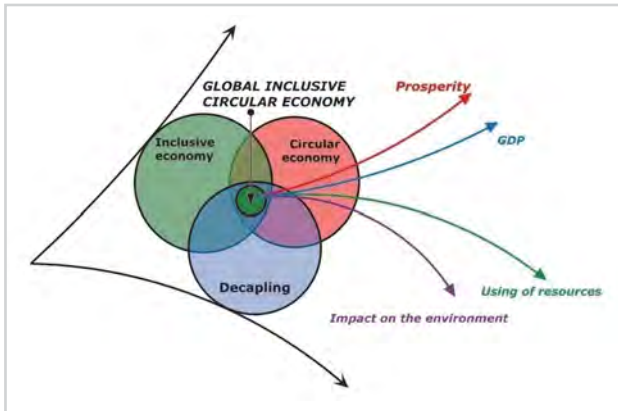 GLOBAL INCLUSIVE
CIRCULAR ECONOMY
Prosperity
GDP
Inclusive
economy
Circular
economy
Decapling
Using of resources
Impact on the environment